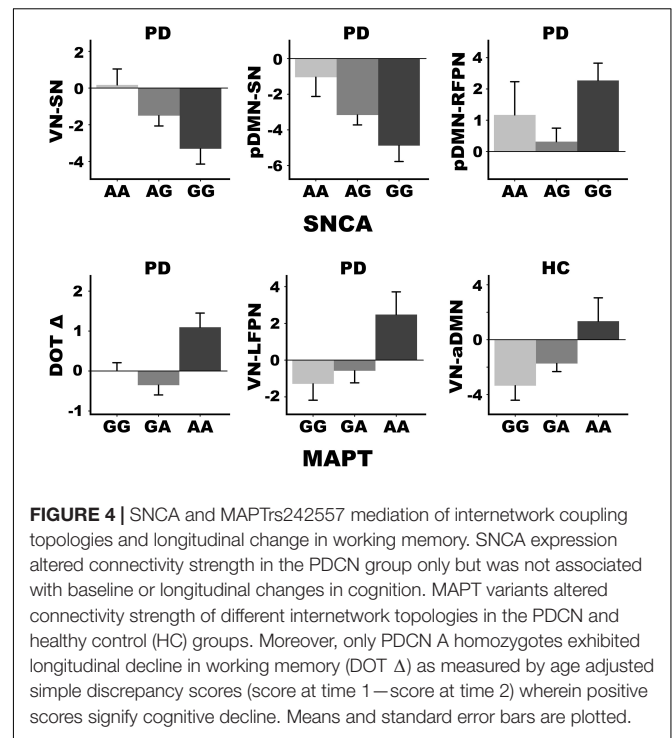 PD PD PD
VN-SN
2
0
-2
-4
AA AG GG
pDMN-SN
0
-2
-4
-6
AA AG GG
pDMN-RFPN
4
2
1
0
AA AG GG
SNCA
PD PD HC
DOT Δ
2
1
0
-1
GG GA AA
VN-LFPN
4
2
0
-2
GG GA AA
VN-aDMN
4
0
-4
GG GA AA
MAPT
FIGURE 4 | SNCA and MAPTrs242557 mediation of internetwork coupling
topologies and longitudinal change in working memory. SNCA expression
altered connectivity strength in the PDCN group only but was not associated
with baseline or longitudinal changes in cognition. MAPT variants altered
connectivity strength of different internetwork topologies in the PDCN and
healthy control (HC) groups. Moreover, only PDCN A homozygotes exhibited
longitudinal decline in working memory (DOT Δ) as measured by age adjusted
simple discrepancy scores (score at time 1—score at time 2) wherein positive
scores signify cognitive decline. Means and standard error bars are plotted.